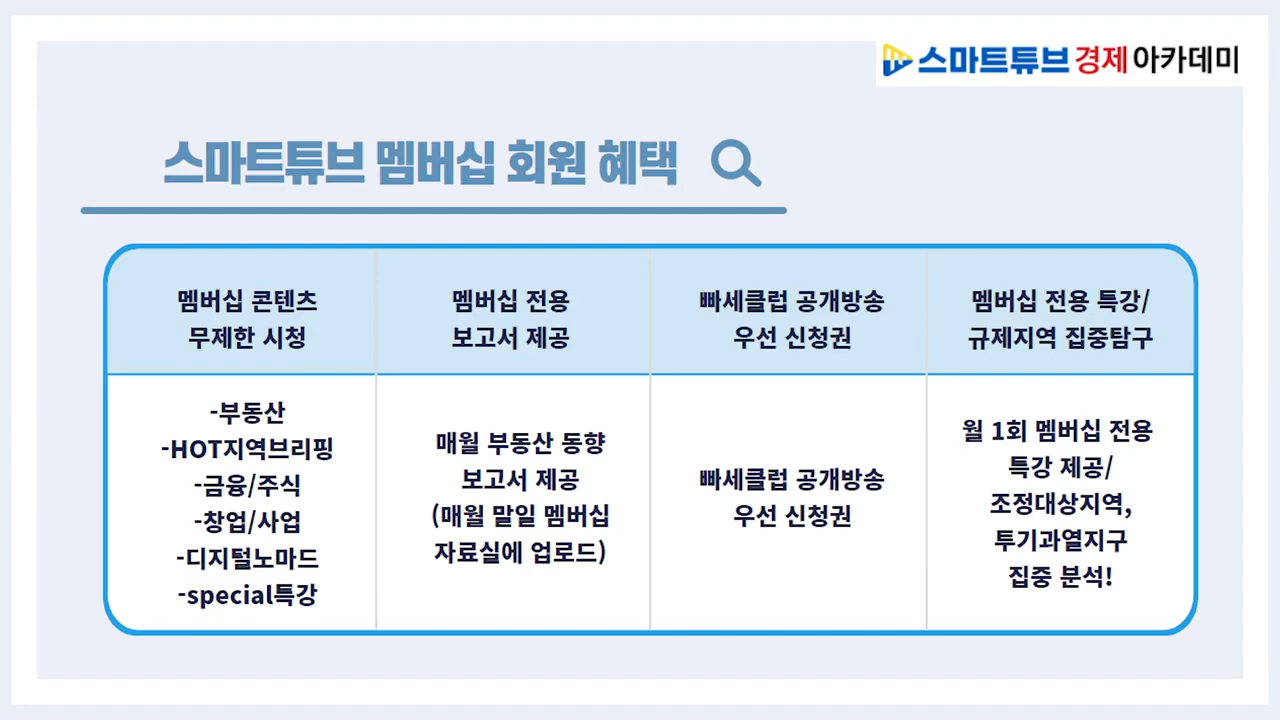 스마트튜브 경제 아카데미
스마트튜브 멤버십 회원 혜택
멤버십 콘텐츠
무제한 시청
멤버십 전용
보고서 제공
빠세클럽 공개방송
우선 신청권
멤버십 전용 특강/
규제지역 집중탐구
-부동산
-HOT지역브리핑
-금융/주식
-창업/사업
-디지털노마드
-special특강
매월 부동산 동향
보고서 제공
(매월 말일 멤버십
자료실에 업로드)
빠세클럽 공개방송
우선 신청권
월 1회 멤버십 전용
특강 제공/
조정대상지역,
투기과열지구
집중 분석!